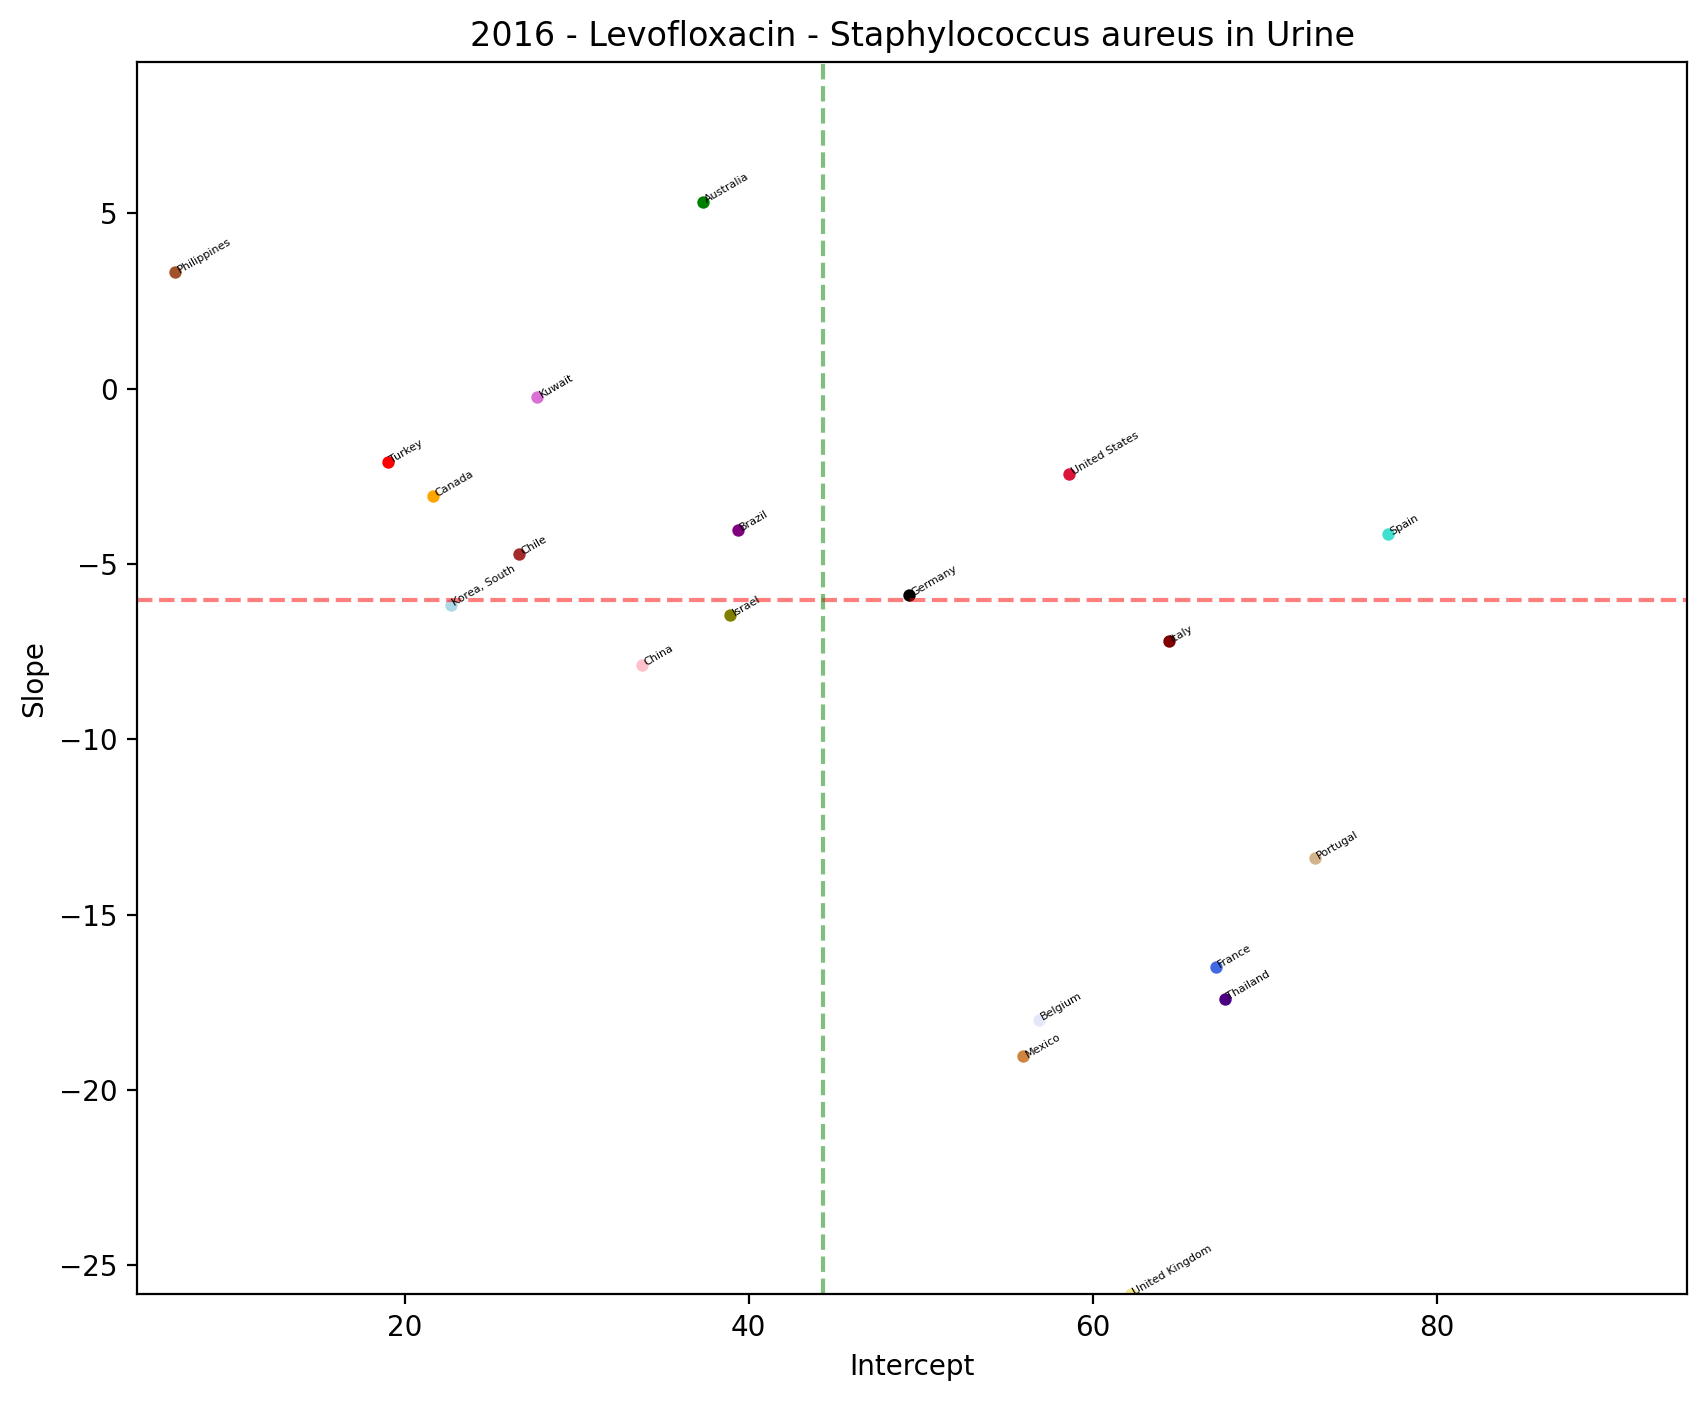 2016 - Levofloxacin - Staphylococcus aureus in Urine
5
0
−5
−10
−15
−20
−25
Slope
Australia
Philippines
Kuwait
Turkey
United States
Canada
Brazil
Spain
Chile
Korea, South
Germany
Israel
Italy
China
Portugal
France
Thailand
Belgium
Mexico
United Kingdom
20
40
60
80
Intercept